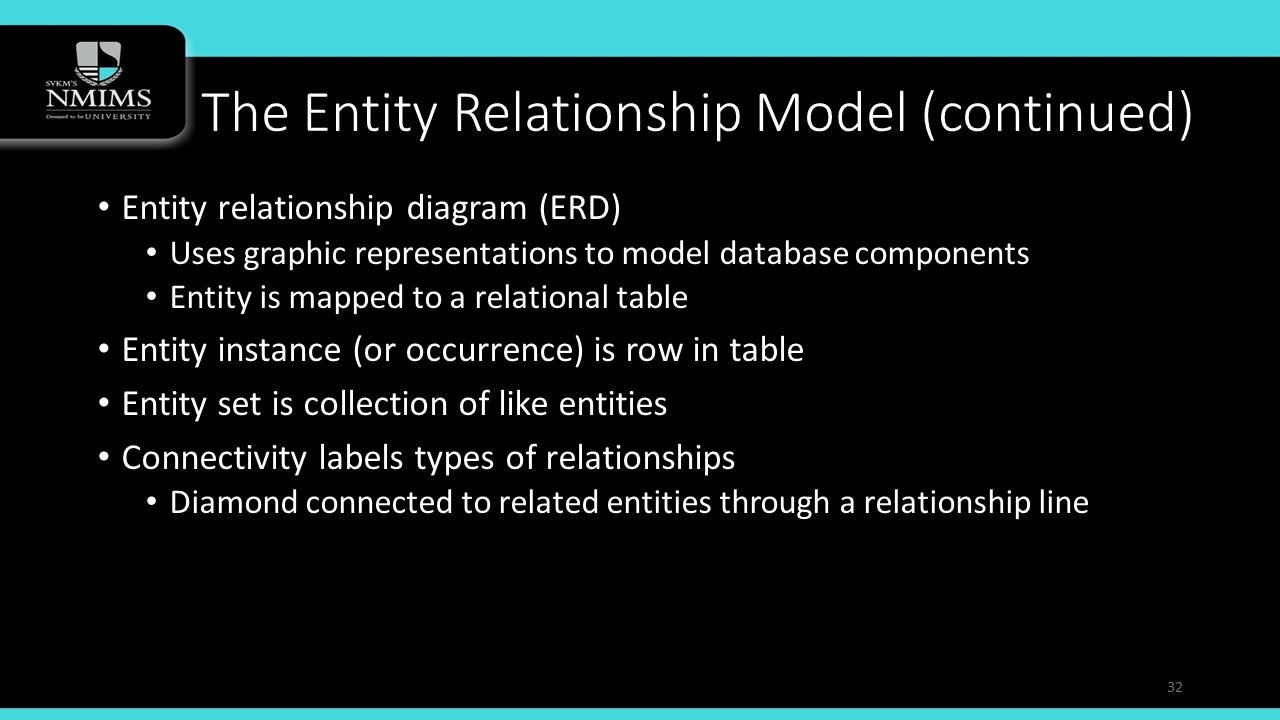 SVKM'S
NMIMS
Deemed to be UNIVERSITY
The Entity Relationship Model (continued)
• Entity relationship diagram (ERD)
• Uses graphic representations to model database components
• Entity is mapped to a relational table
• Entity instance (or occurrence) is row in table
• Entity set is collection of like entities
• Connectivity labels types of relationships
• Diamond connected to related entities through a relationship line
32